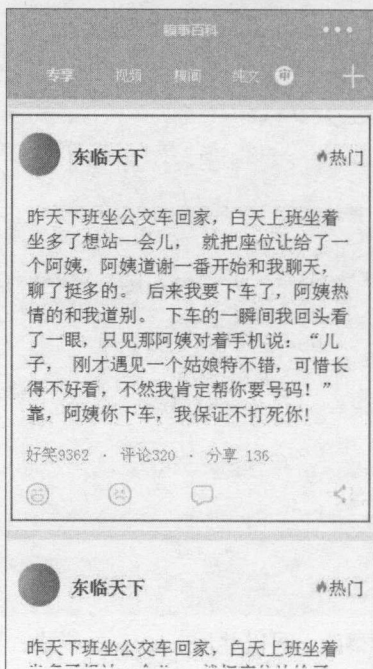 糗事百科
专享 视频 糗闻 纯文 审
东临天下
热门
昨天下班坐公交车回家，白天上班坐着
坐多了想站一会儿， 就把座位让给了一
个阿姨，阿姨道谢一番开始和我聊天，
聊了挺多的。 后来我要下车了，阿姨热
情的和我道别。 下车的一瞬间我回头看
了一眼，只见那阿姨对着手机说：“儿
子， 刚才遇见一个姑娘特不错，可惜长
得不好看，不然我肯定帮你要号码！”
靠，阿姨你下车，我保证不打死你!
好笑9362 · 评论320 · 分享 136
东临天下
热门
昨天下班坐公交车回家，白天上班坐着